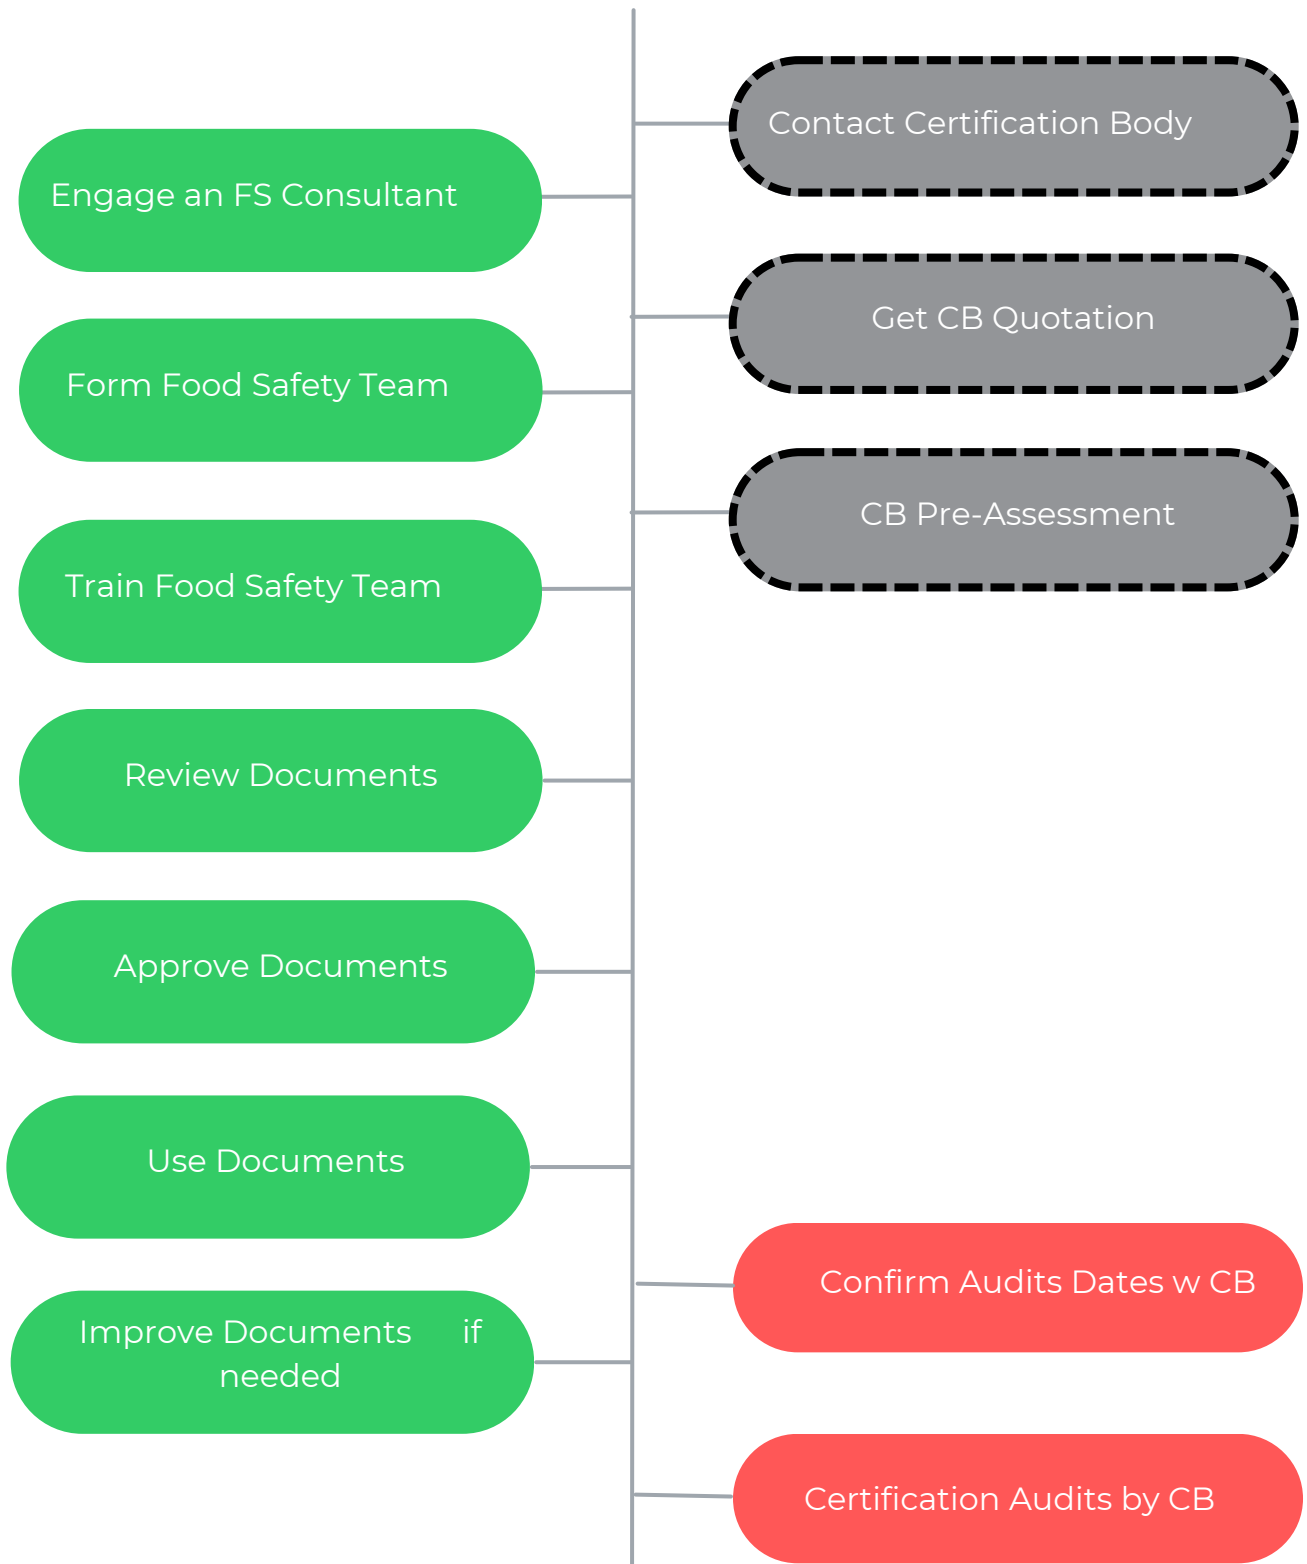 Contact Certification Body
Engage an FS Consultant
Get CB Quotation
Form Food Safety Team
CB Pre-Assessment
Train Food Safety Team
Review Documents
Approve Documents
Use Documents
Confirm Audits Dates w CB
Improve Documents if
needed
Certification Audits by CB